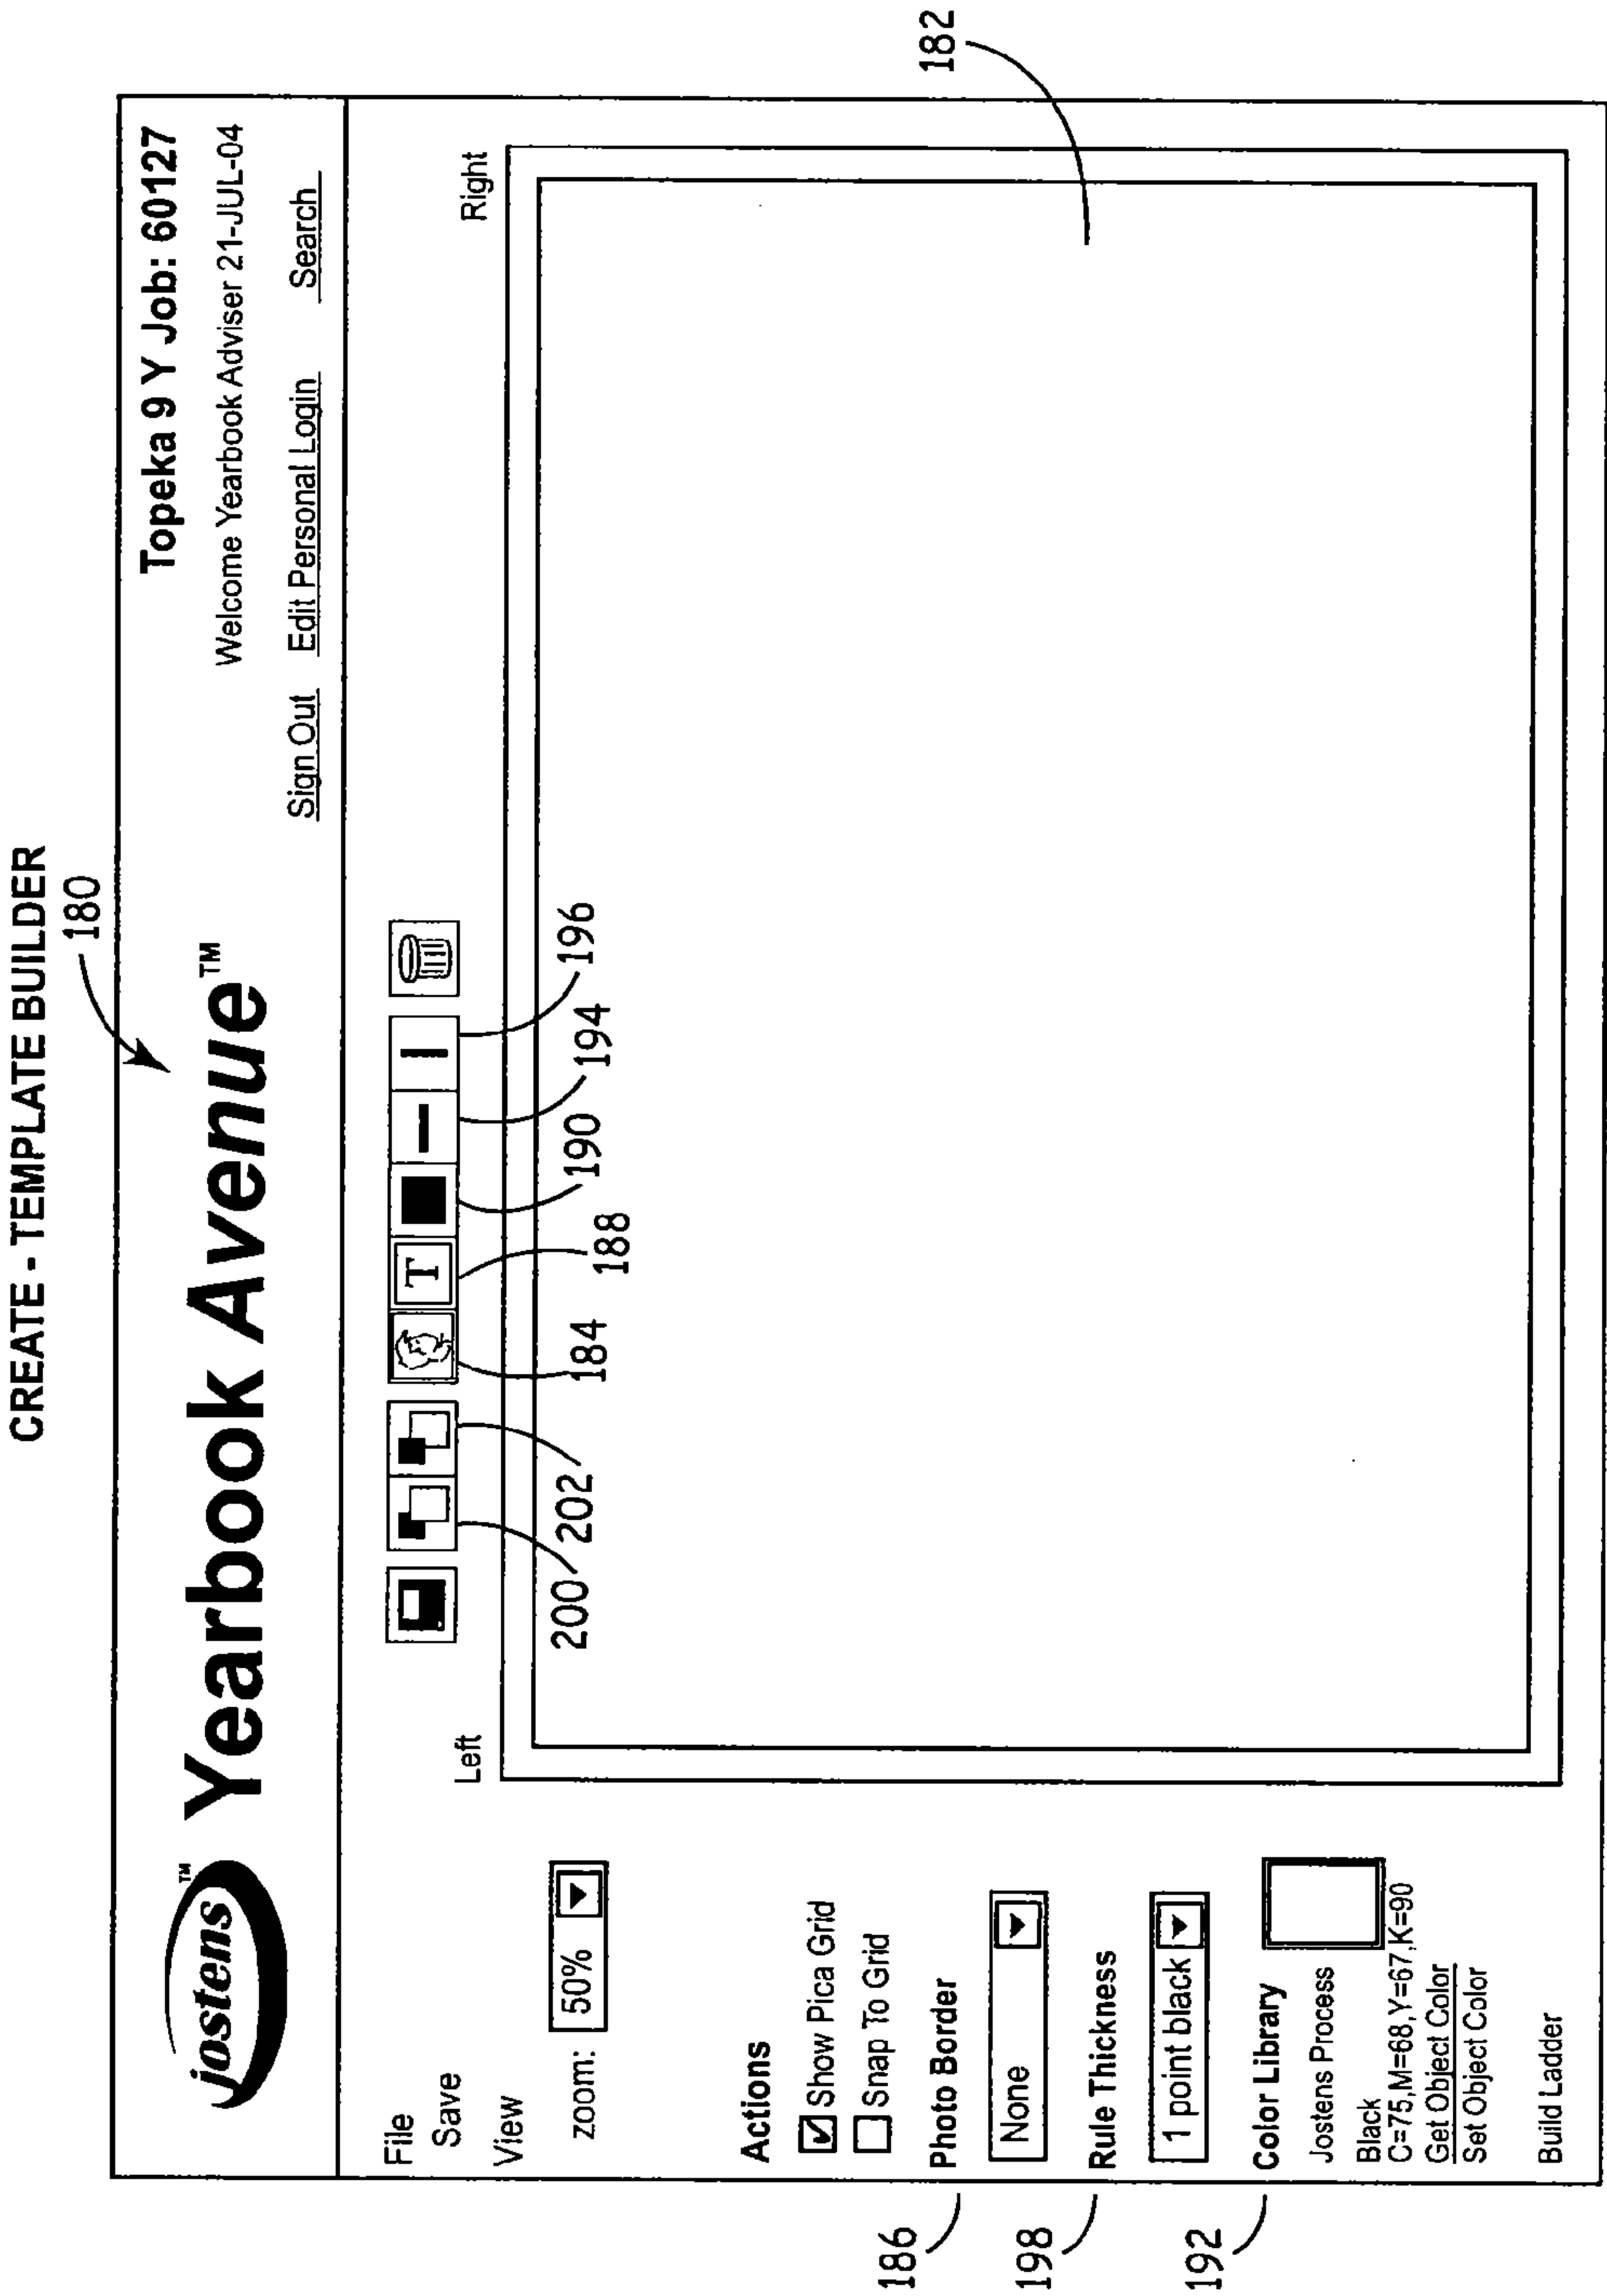 CREATE - TEMPLATE BUILDER
180
jostens™ Yearbook Avenue™
Topeka 9 Y Job: 60127
Welcome Yearbook Adviser 21-JUL-04
Sign Out Edit Personal Login Search
File
Save
View
zoom: 50%
Actions
Show Pica Grid
Snap To Grid
186
Photo Border
None
198
Rule Thickness
1 point black
192
Color Library
Jostens Process
Black
C=75,M=68,Y=67,K=90
Get Object Color
Set Object Color
Build Ladder
T
Left
Right
200 202 184 188 190 194 196
182